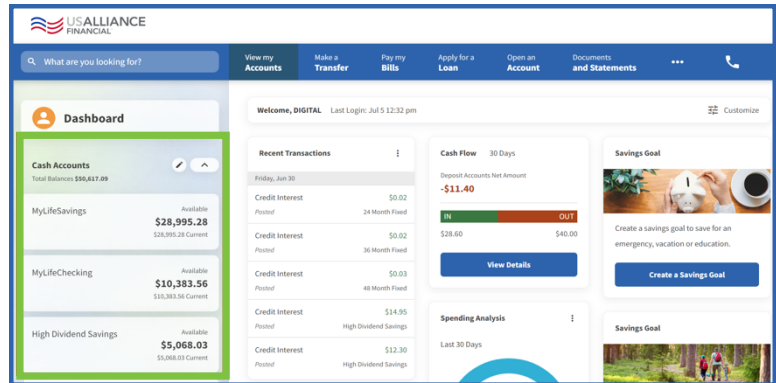 USALLIANCE
FINANCIAL
What are you looking for?
View my
Accounts
Make a
Transfer
Pay my
Bills
Apply for a
Loan
Open an
Account
Documents
and Statements
Dashboard
Cash Accounts
Total Balances $50,617.09
MyLifeSavings
Available
$28,995.28
$28,995.28 Current
MyLifeChecking
Available
$10,383.56
$10,383.56 Current
High Dividend Savings
Available
$5,068.03
$5,068.03 Current
Welcome, DIGITAL Last Login: Jul 5 12:32 pm
Customize
Recent Transactions
Friday, Jun 30
Credit Interest $0.02
Posted 24 Month Fixed
Credit Interest $0.02
Posted 36 Month Fixed
Credit Interest $0.03
Posted 48 Month Fixed
Credit Interest $14.95
Posted High Dividend Savings
Credit Interest $12.30
Posted High Dividend Savings
Cash Flow 30 Days
Deposit Accounts Net Amount
-$11.40
IN OUT
$28.60 $40.00
View Details
Spending Analysis
Last 30 Days
Savings Goal
Create a savings goal to save for an
emergency, vacation or education.
Create a Savings Goal
Savings Goal